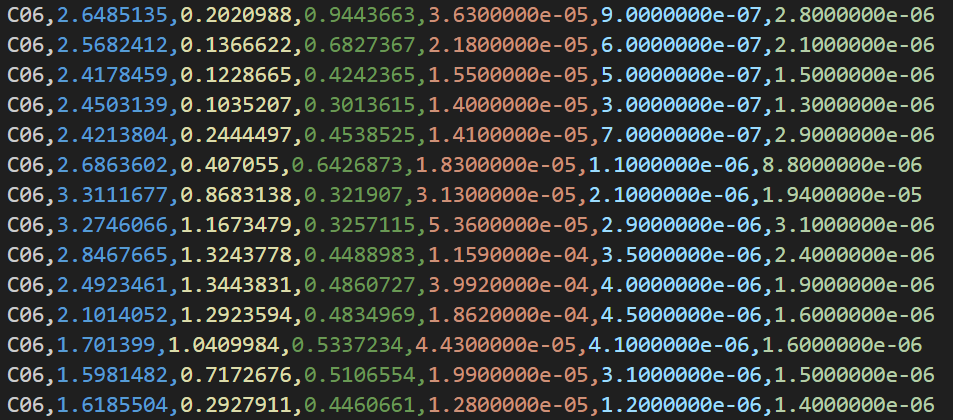 C06,2.6485135,0.2020988,0.9443663,3.6300000e-05,9.0000000e-07,2.8000000e-06
C06,2.5682412,0.1366622,0.6827367,2.1800000e-05,6.0000000e-07,2.1000000e-06
C06,2.4178459,0.1228665,0.4242365,1.5500000e-05,5.0000000e-07,1.5000000e-06
C06,2.4503139,0.1035207,0.3013615,1.4000000e-05,3.0000000e-07,1.3000000e-06
C06,2.4213804,0.2444497,0.4538525,1.4100000e-05,7.0000000e-07,2.9000000e-06
C06,2.6863602,0.407055,0.6426873,1.8300000e-05,1.1000000e-06,8.8000000e-06
C06,3.3111677,0.8683138,0.321907,3.1300000e-05,2.1000000e-06,1.9400000e-05
C06,3.2746066,1.1673479,0.3257115,5.3600000e-05,2.9000000e-06,3.1000000e-06
C06,2.8467665,1.3243778,0.4488983,1.1590000e-04,3.5000000e-06,2.4000000e-06
C06,2.4923461,1.3443831,0.4860727,3.9920000e-04,4.0000000e-06,1.9000000e-06
C06,2.1014052,1.2923594,0.4834969,1.8620000e-04,4.5000000e-06,1.6000000e-06
C06,1.701399,1.0409984,0.5337234,4.4300000e-05,4.1000000e-06,1.6000000e-06
C06,1.5981482,0.7172676,0.5106554,1.9900000e-05,3.1000000e-06,1.5000000e-06
C06,1.6185504,0.2927911,0.4460661,1.2800000e-05,1.2000000e-06,1.4000000e-06